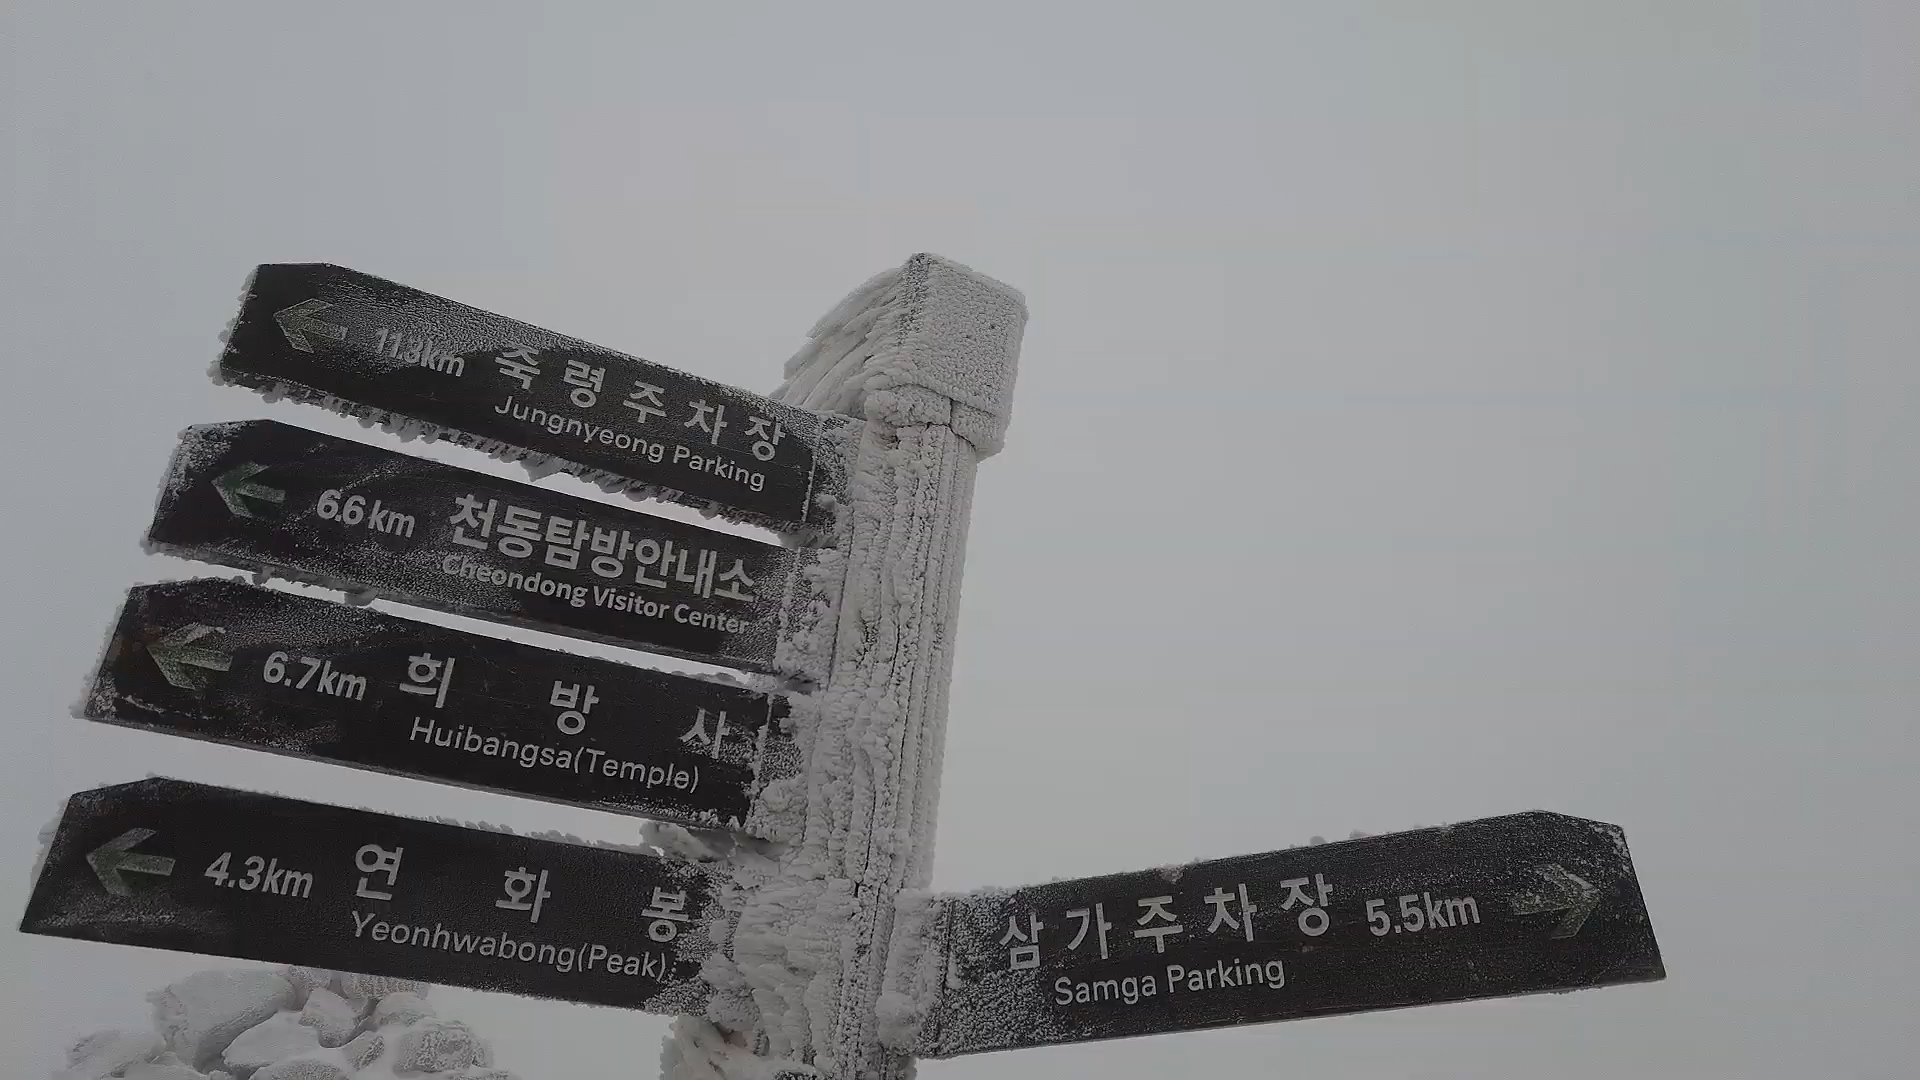 11.3km 죽령주차장
Jungnyeong Parking
6.6 km 천동탐방안내소
Cheondong Visitor Center
6.7km 희방사
Huibangsa(Temple)
4.3km 연화봉
Yeonhwabong(Peak)
삼가주차장 5.5km
Samga Parking